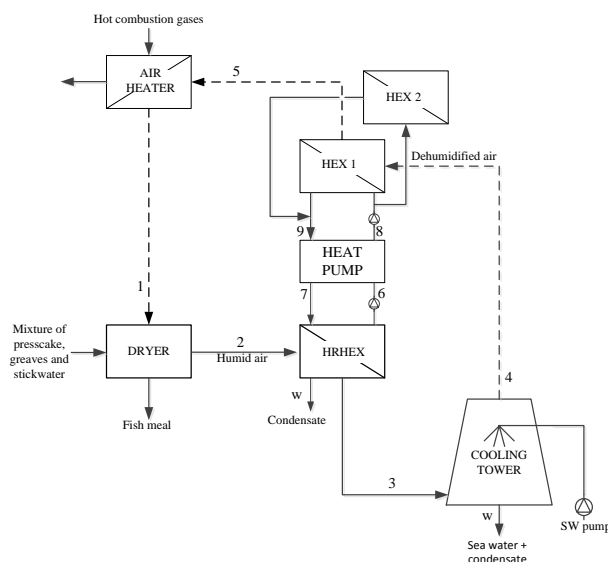 Hot combustion gases
AIR
HEATER
5
HEX 2
HEX 1
Dehumidified air
9
8
HEAT
PUMP
1
7
6
Mixture of
presscake,
greaves and
stickwater
DRYER
2
Humid air
HRHEX
4
w
Condensate
Fish meal
COOLING
TOWER
3
w
SW pump
Sea water +
condensate